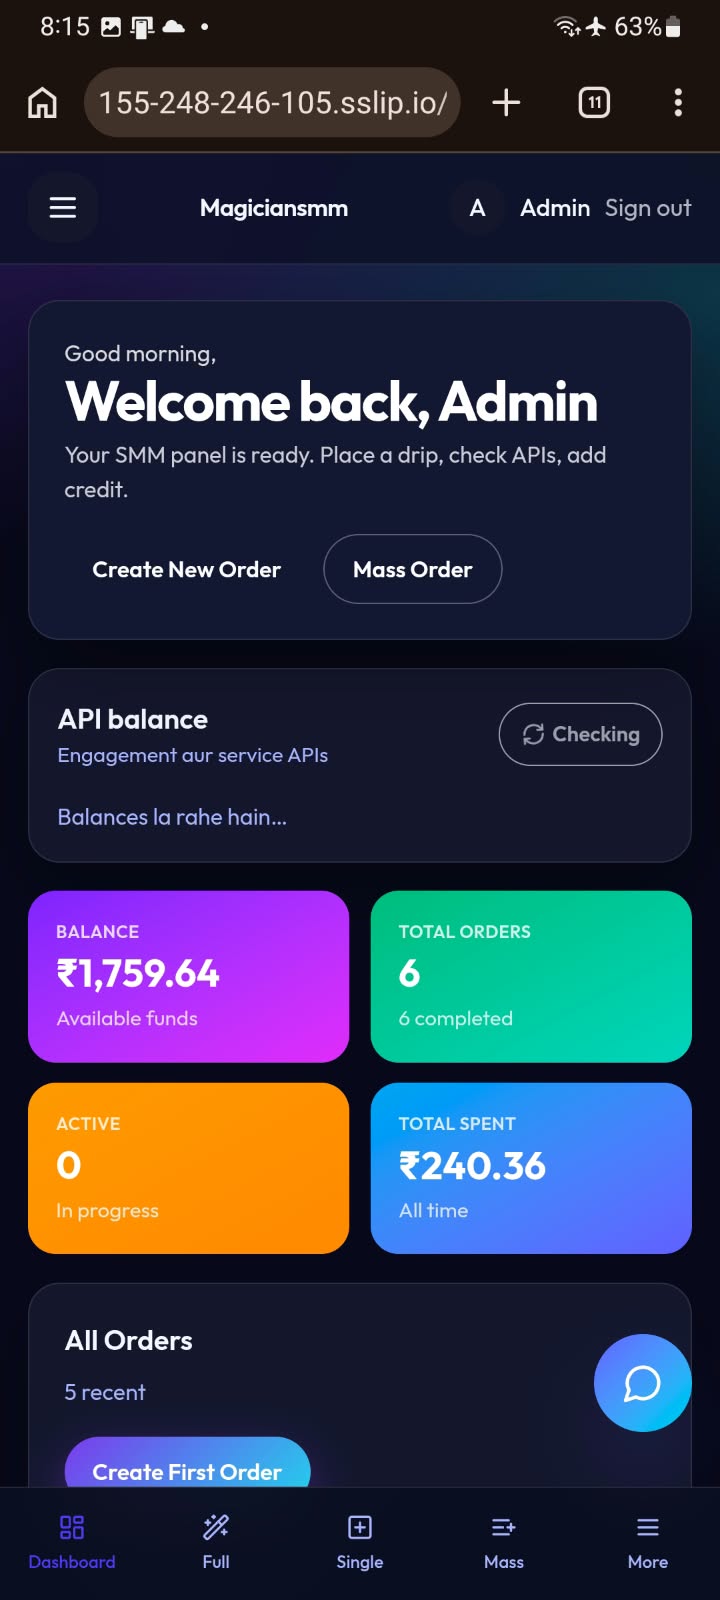 8:15
63%
155-248-246-105.sslip.io/
11
Magiciansmm
A
Admin
Sign out
Good morning,
Welcome back, Admin
Your SMM panel is ready. Place a drip, check APIs, add
credit.
Create New Order
Mass Order
API balance
Checking
Engagement aur service APIs
Balances la rahe hain...
BALANCE
₹1,759.64
Available funds
TOTAL ORDERS
6
6 completed
ACTIVE
0
In progress
TOTAL SPENT
₹240.36
All time
All Orders
5 recent
Create First Order
Dashboard
Full
Single
Mass
More